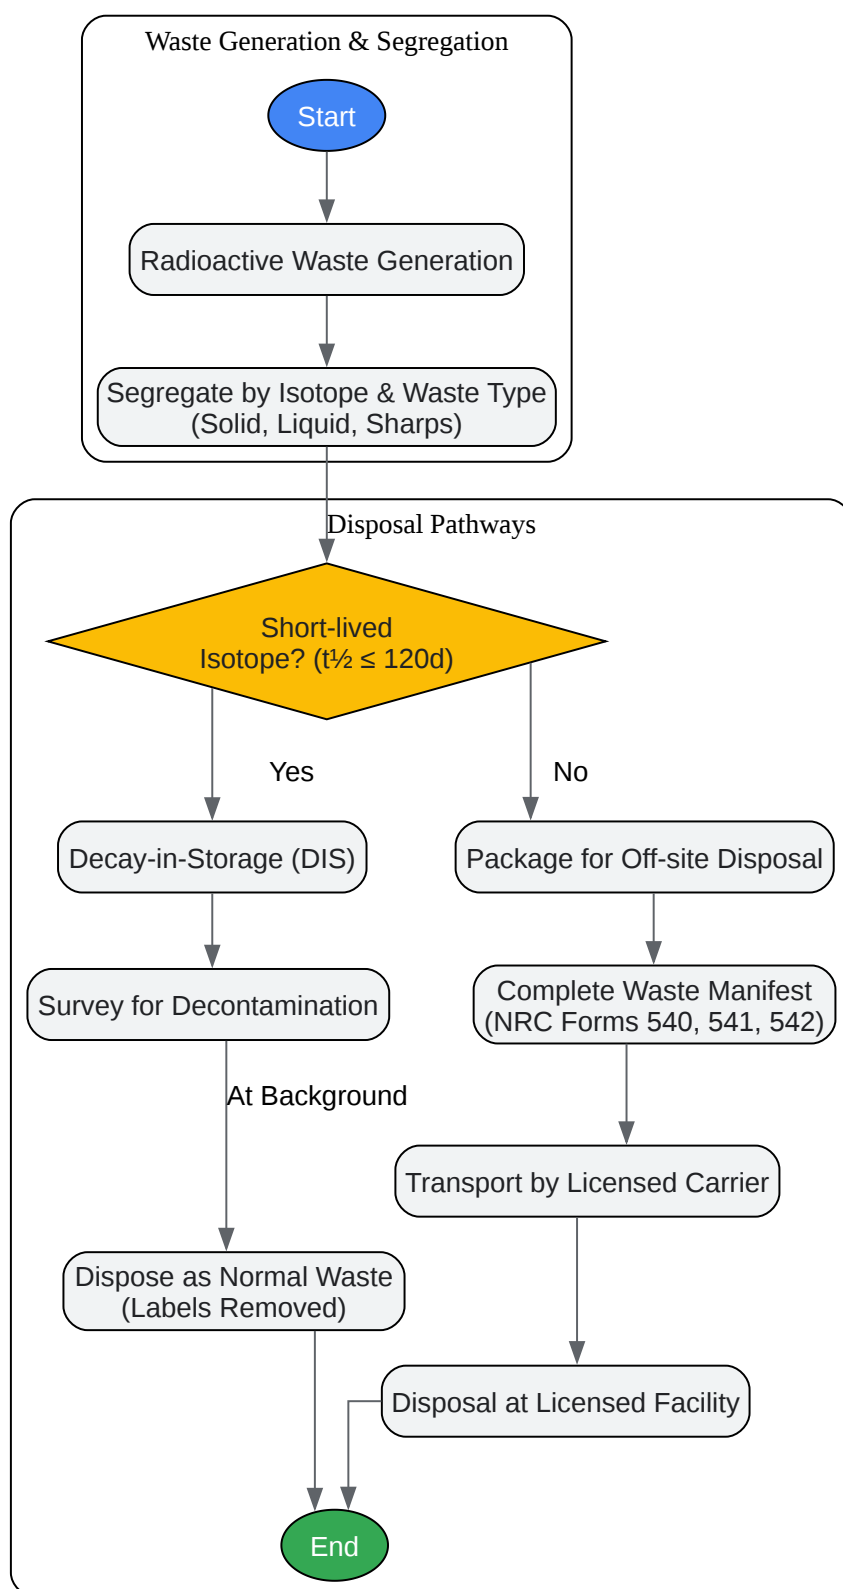 Waste Generation & Segregation
Start
Radioactive Waste Generation
Segregate by Isotope & Waste Type
(Solid, Liquid, Sharps)
Disposal Pathways
Short-lived
Isotope? (t½ ≤ 120d)
Yes
No
Decay-in-Storage (DIS)
Package for Off-site Disposal
Survey for Decontamination
Complete Waste Manifest
(NRC Forms 540, 541, 542)
At Background
Transport by Licensed Carrier
Dispose as Normal Waste
(Labels Removed)
Disposal at Licensed Facility
End